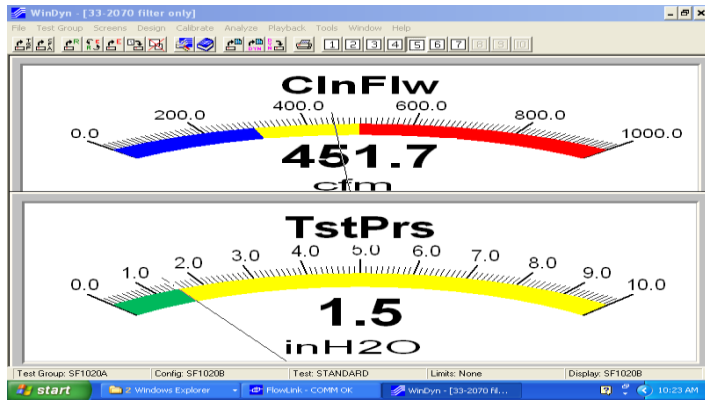 WinDyn - [33-2070 filter only]
File Test Group Screens Design Calibrate Analyze Playback Tools Window Help
1 2 3 4 5 6 7 8 9 10
ClnFlw
0.0 200.0 400.0 600.0 800.0 1000.0
451.7
cfm
TstPrs
0.0 1.0 2.0 3.0 4.0 5.0 6.0 7.0 8.0 9.0 10.0
1.5
inH2O
Test Group: SF1020A Config: SF1020B Test: STANDARD Limits: None Display: SF1020B
start 2 Windows Explorer FlowLink - COMM OK WinDyn - [33-2070 fil... 10:23 AM